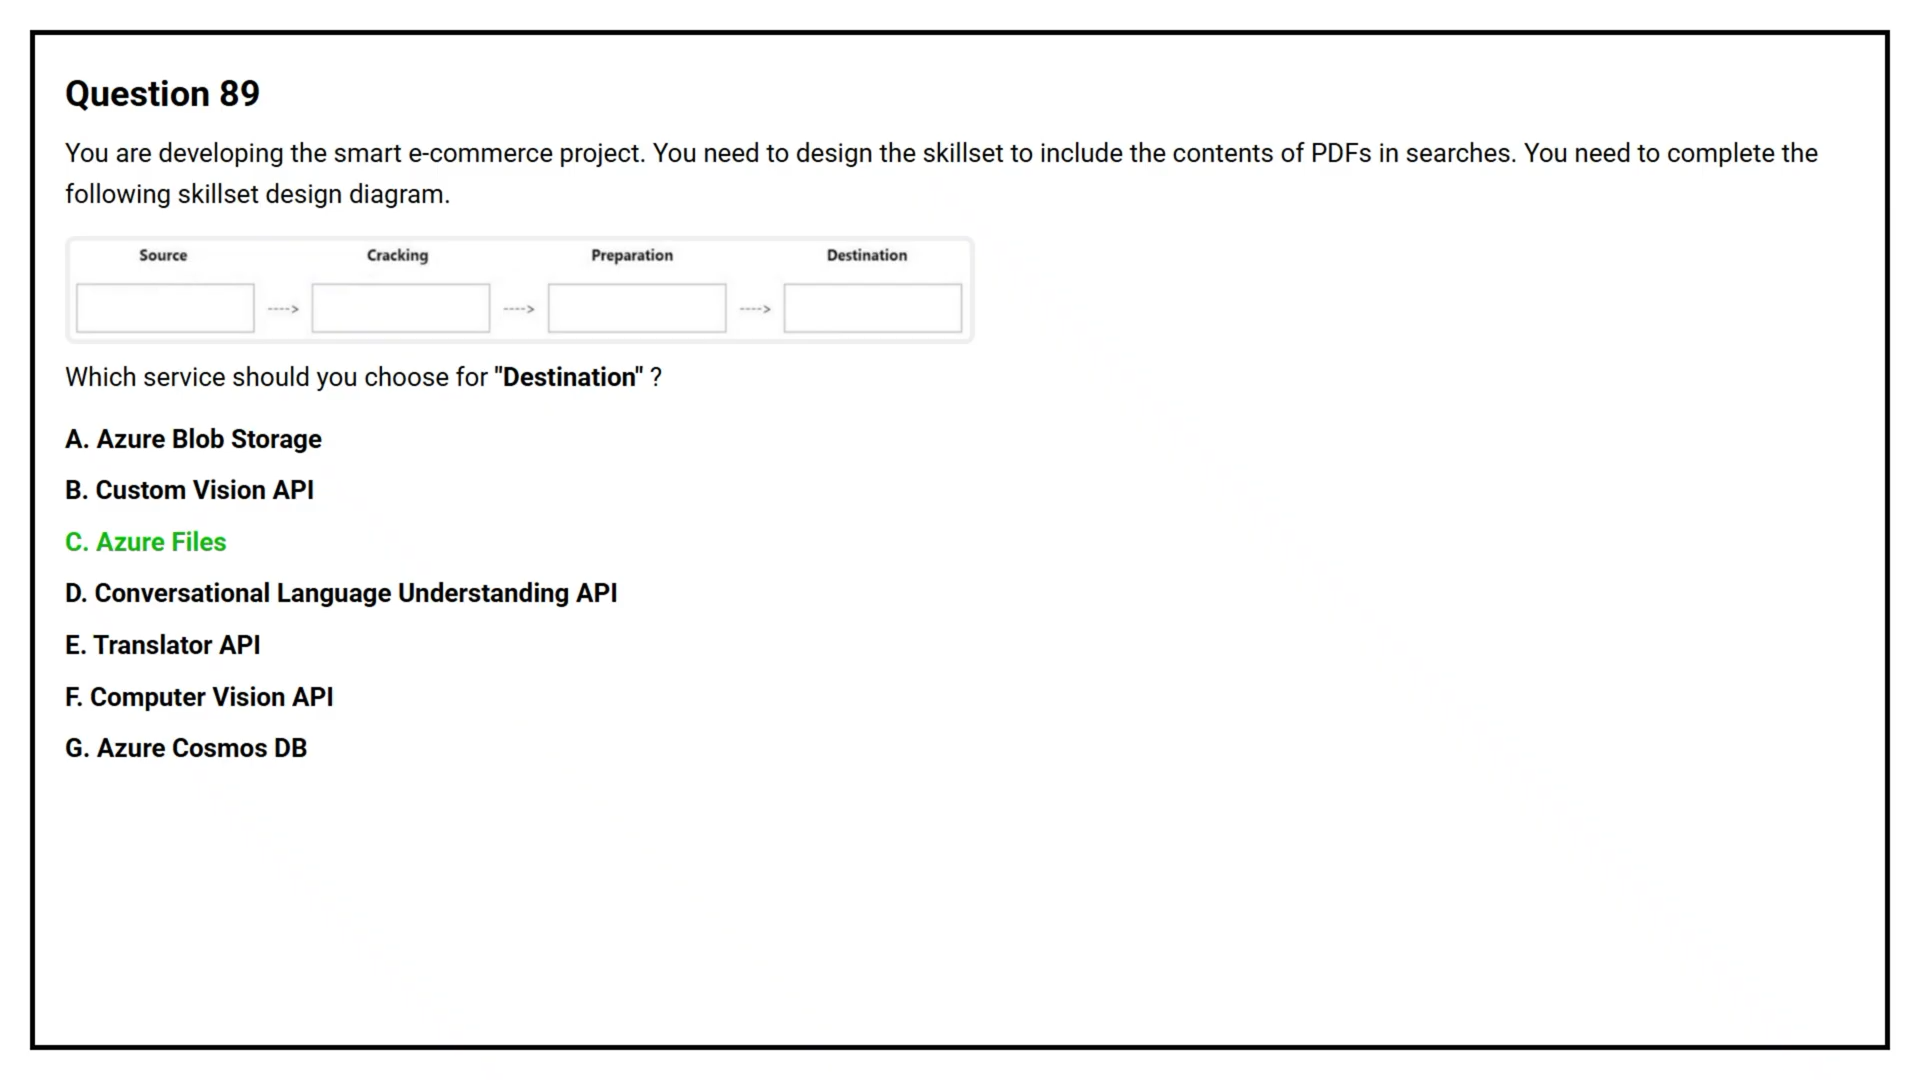 Question 89
You are developing the smart e-commerce project. You need to design the skillset to include the contents of PDFs in searches. You need to complete the
following skillset design diagram.
Source Cracking Preparation Destination
----> ----> ---->
Which service should you choose for "Destination" ?
A. Azure Blob Storage
B. Custom Vision API
C. Azure Files
D. Conversational Language Understanding API
E. Translator API
F. Computer Vision API
G. Azure Cosmos DB